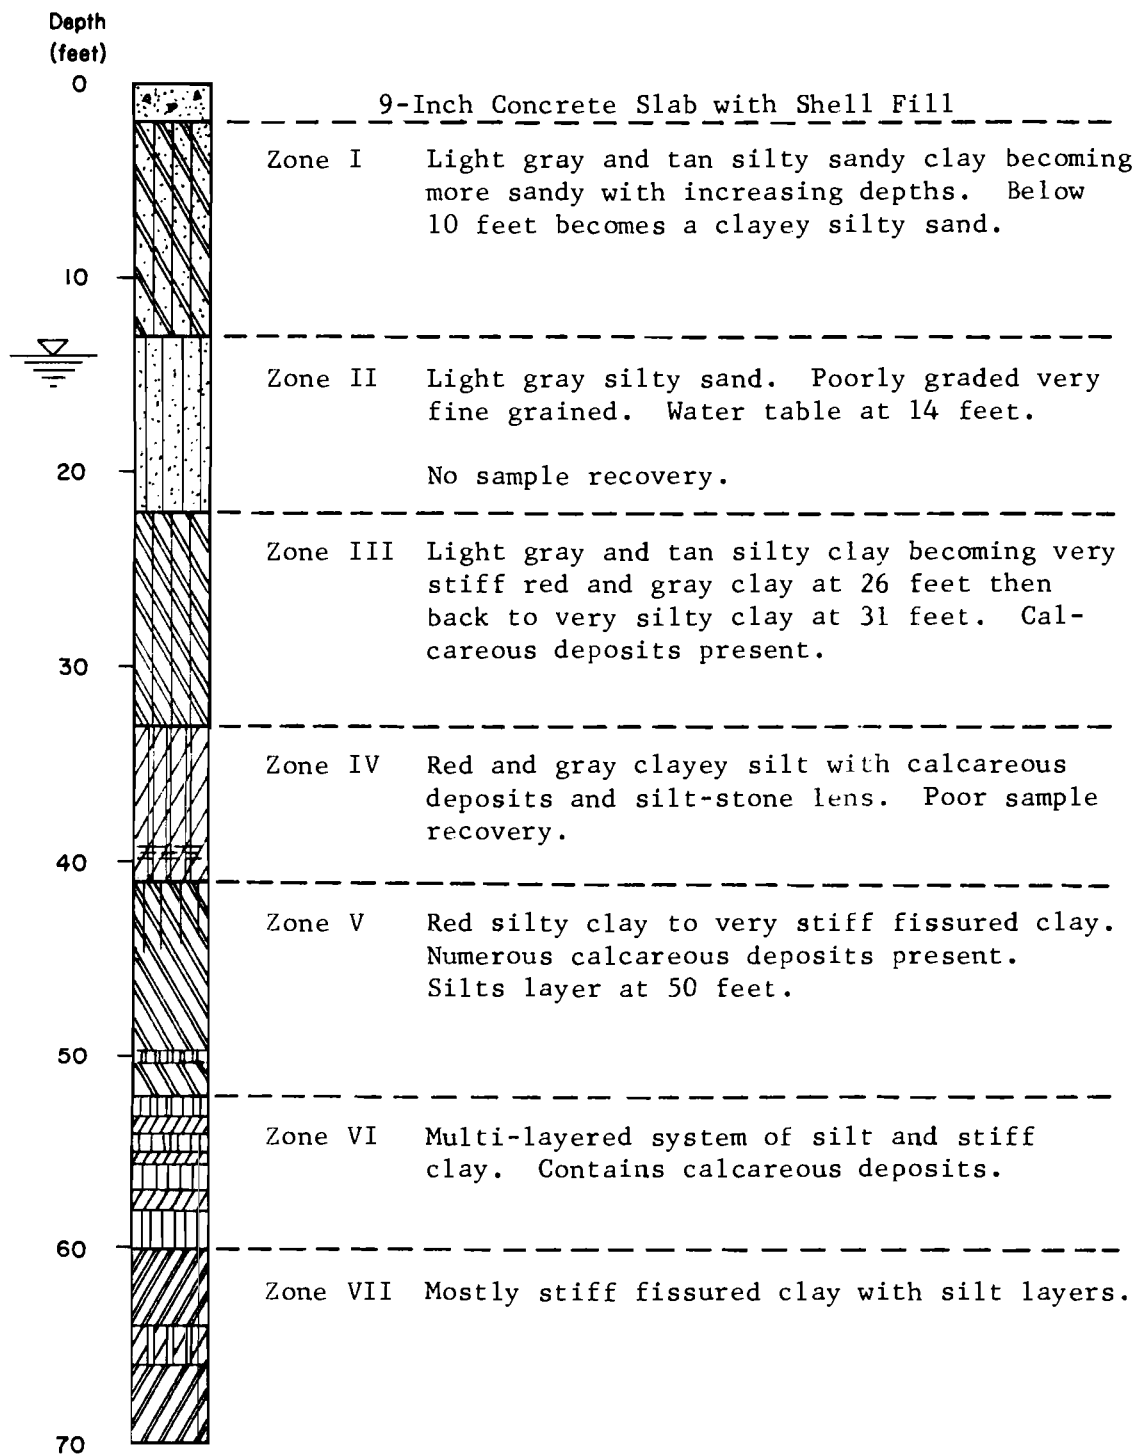 Depth
(feet)
0
9-Inch Concrete Slab with Shell Fill
Zone I Light gray and tan silty sandy clay becoming
more sandy with increasing depths. Below
10 feet becomes a clayey silty sand.
10
Zone II Light gray silty sand. Poorly graded very
fine grained. Water table at 14 feet.
20
No sample recovery.
Zone III Light gray and tan silty clay becoming very
stiff red and gray clay at 26 feet then
back to very silty clay at 31 feet. Cal-
careous deposits present.
30
Zone IV Red and gray clayey silt with calcareous
deposits and silt-stone lens. Poor sample
recovery.
40
Zone V Red silty clay to very stiff fissured clay.
Numerous calcareous deposits present.
Silts layer at 50 feet.
50
Zone VI Multi-layered system of silt and stiff
clay. Contains calcareous deposits.
60
Zone VII Mostly stiff fissured clay with silt layers.
70